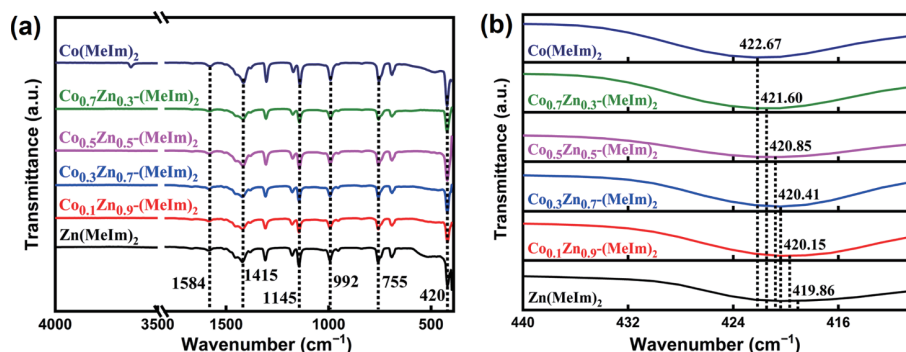 (a)
Transmittance (a.u.)
Co(MeIm)₂
Co₀.₇Zn₀.₃-(MeIm)₂
Co₀.₅Zn₀.₅-(MeIm)₂
Co₀.₃Zn₀.₇-(MeIm)₂
Co₀.₁Zn₀.₉-(MeIm)₂
Zn(MeIm)₂
1584
1415
1145
992
755
420
4000 3500 1500 1000 500
Wavenumber (cm⁻¹)
(b)
Transmittance (a.u.)
Co(MeIm)₂
422.67
Co₀.₇Zn₀.₃-(MeIm)₂
421.60
Co₀.₅Zn₀.₅-(MeIm)₂
420.85
Co₀.₃Zn₀.₇-(MeIm)₂
420.41
Co₀.₁Zn₀.₉-(MeIm)₂
420.15
Zn(MeIm)₂
419.86
440 432 424 416
Wavenumber (cm⁻¹)